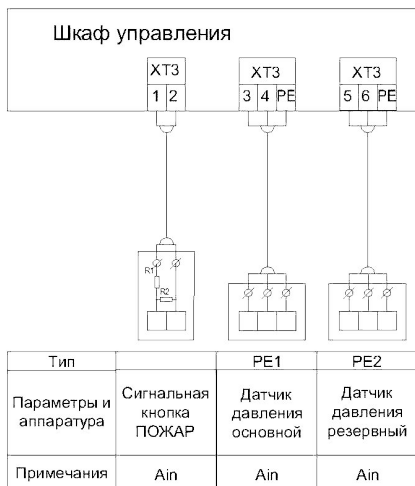 Шкаф управления
XT3 XT3 XT3
1 2 3 4 PE 5 6 PE
R1
R2
Тип PE1 PE2
Параметры и Сигнальная Датчик Датчик
аппаратура кнопка давления давления
ПОЖАР основной резервный
Примечания Ain Ain Ain